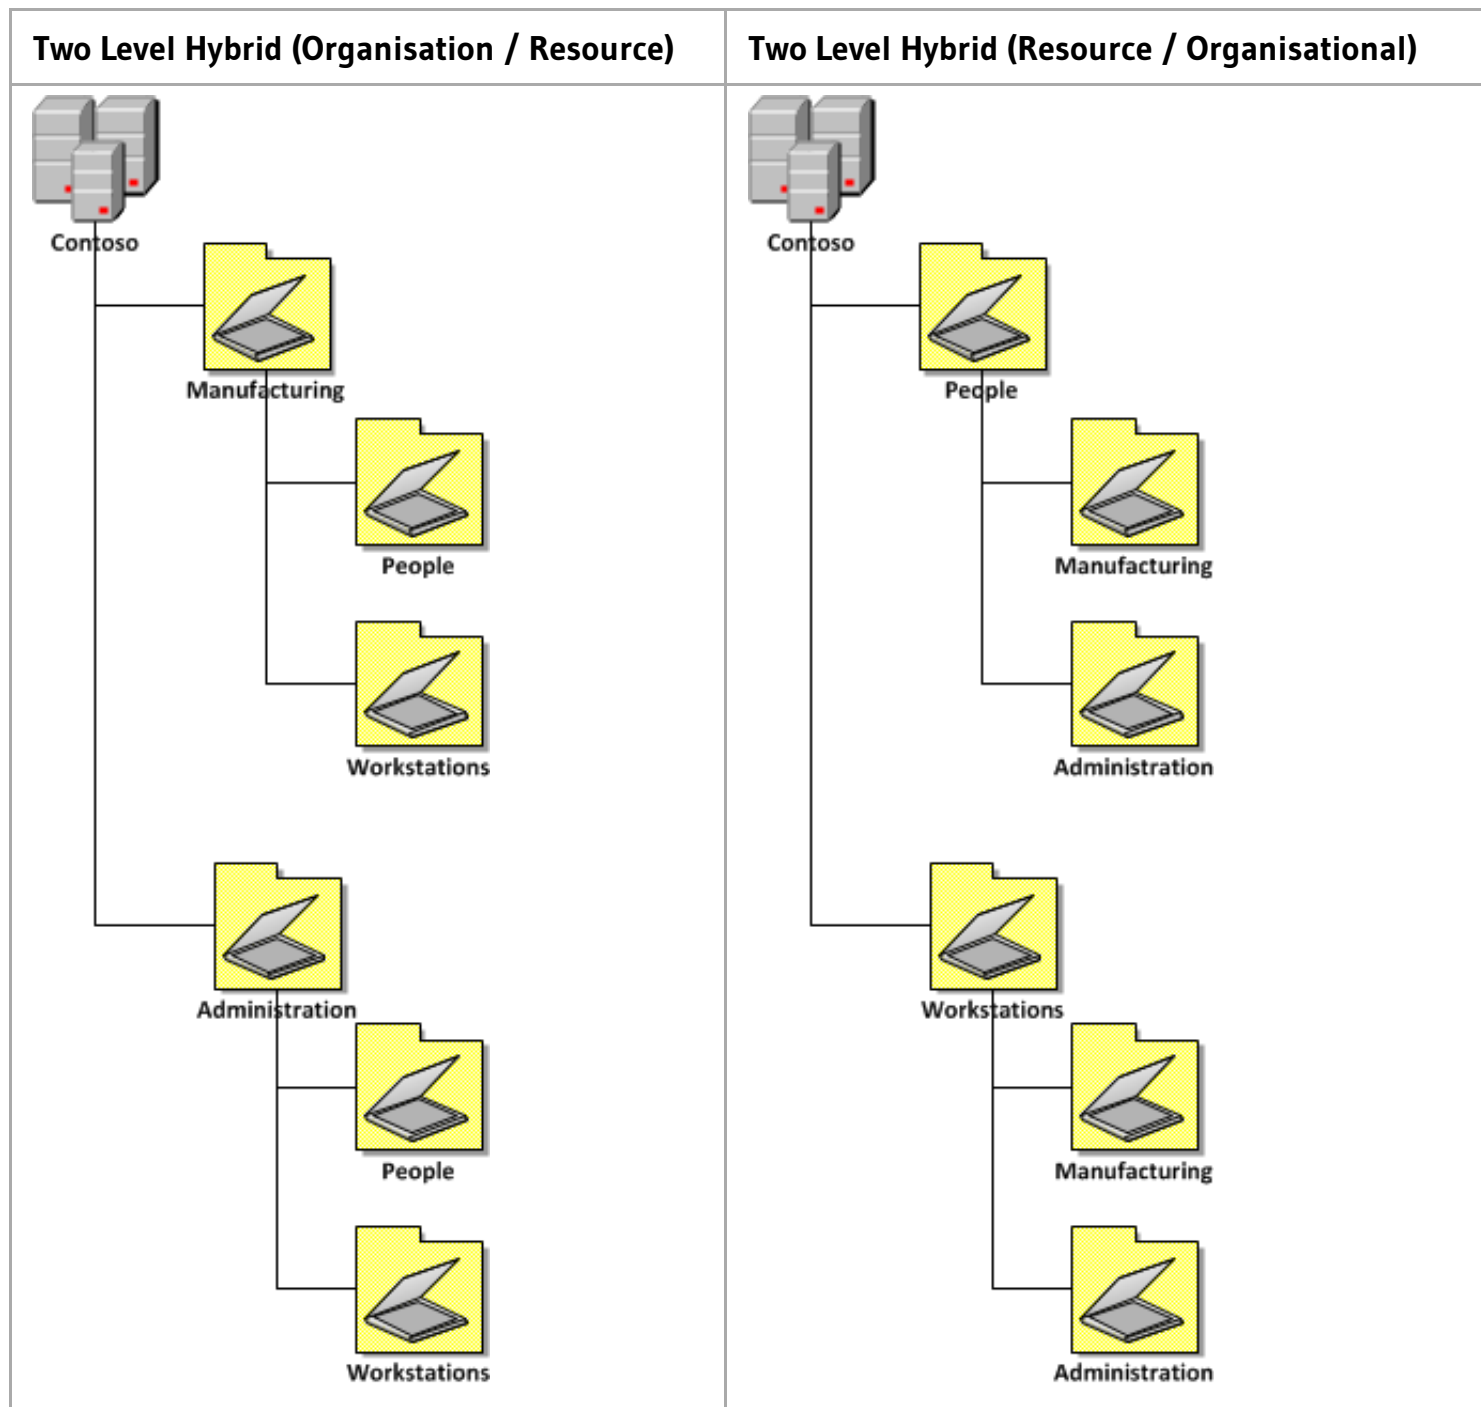 Two Level Hybrid (Organisation / Resource)
Contoso
Manufacturing
People
Workstations
Administration
People
Workstations
Two Level Hybrid (Resource / Organisational)
Contoso
People
Manufacturing
Administration
Workstations
Manufacturing
Administration